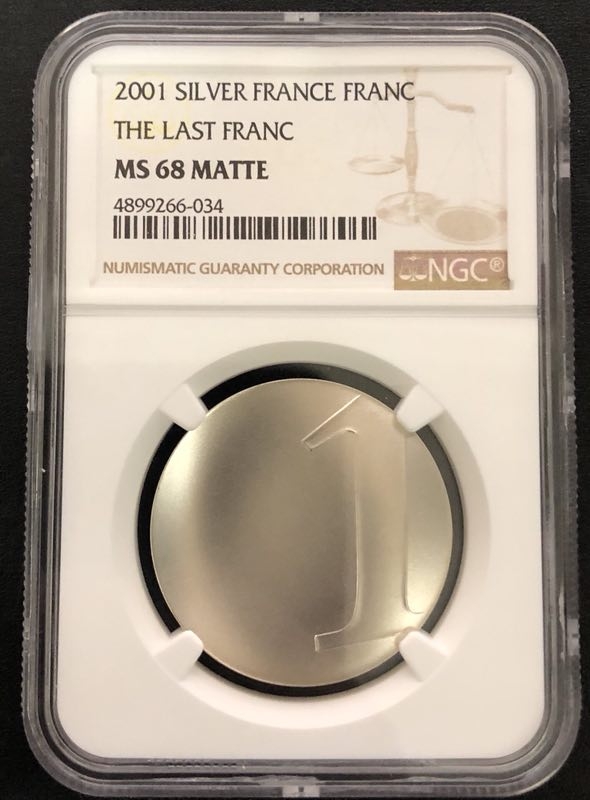 2001 SILVER FRANCE FRANC
THE LAST FRANC
MS 68 MATTE
4899266-034
NUMISMATIC GUARANTY CORPORATION NGC®
1